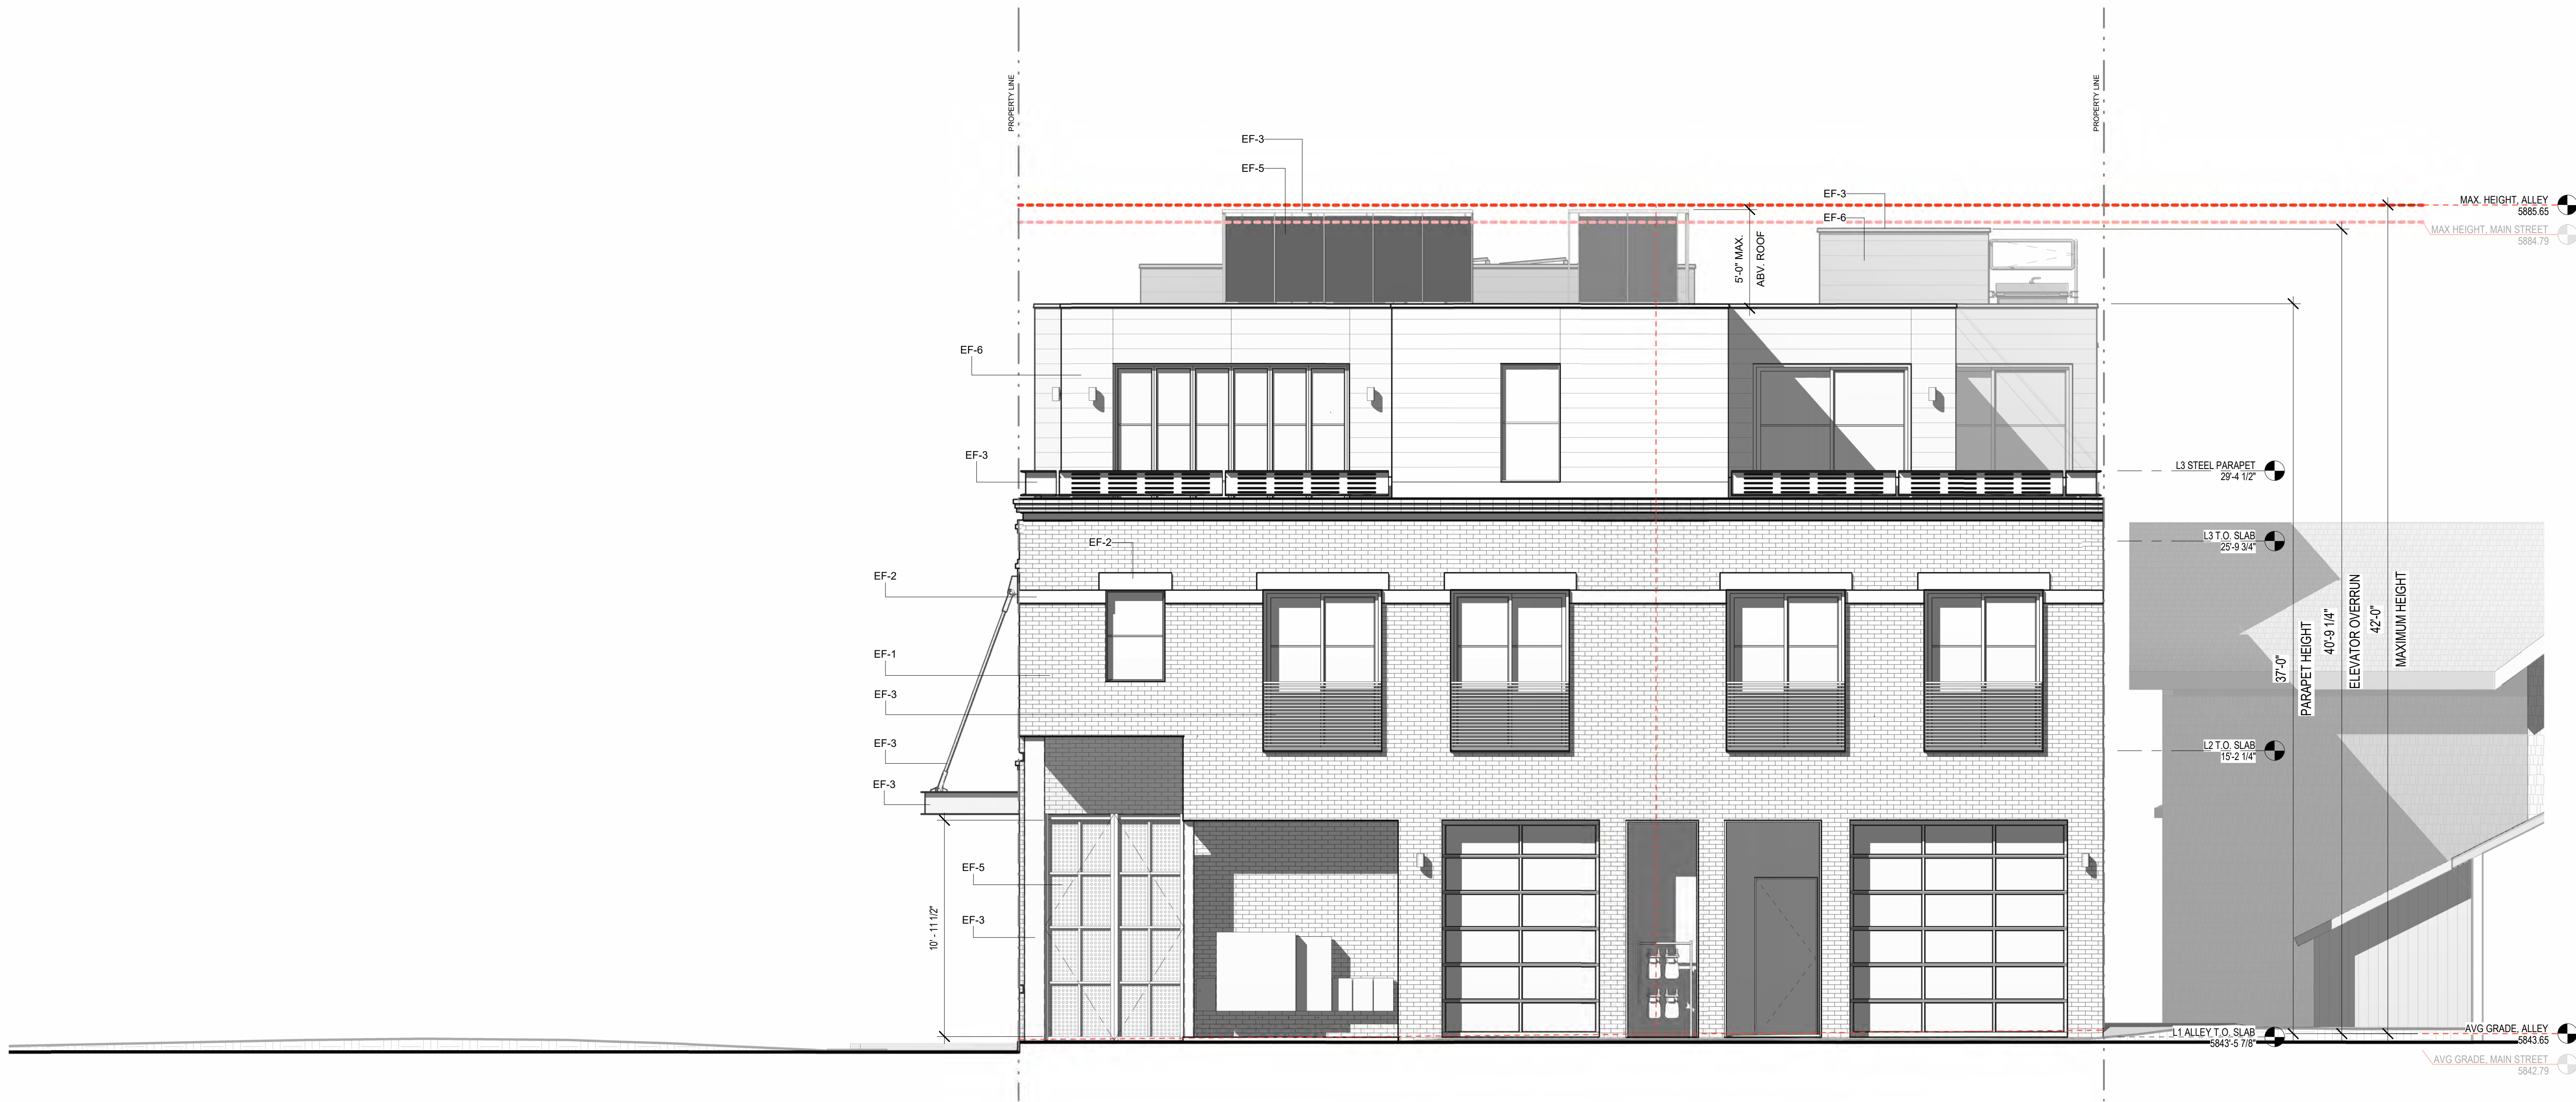 PROPERTY LINE
PROPERTY LINE
EF-3
EF-5
EF-3
EF-6
MAX. HEIGHT, ALLEY
5885.65
MAX HEIGHT, MAIN STREET
5884.79
5'-0" MAX.
ABV. ROOF
EF-6
EF-3
L3 STEEL PARAPET
29'-4 1/2"
EF-2
L3 T.O. SLAB
25'-9 3/4"
EF-2
EF-1
EF-3
EF-3
EF-3
37'-0"
PARAPET HEIGHT
40'-9 1/4"
ELEVATOR OVERRUN
42'-0"
MAXIMUM HEIGHT
L2 T.O. SLAB
15'-2 1/4"
EF-5
EF-3
10' - 11 1/2"
L1 ALLEY T.O. SLAB
5843'-5 7/8"
AVG GRADE, ALLEY
5843.65
AVG GRADE, MAIN STREET
5842.79